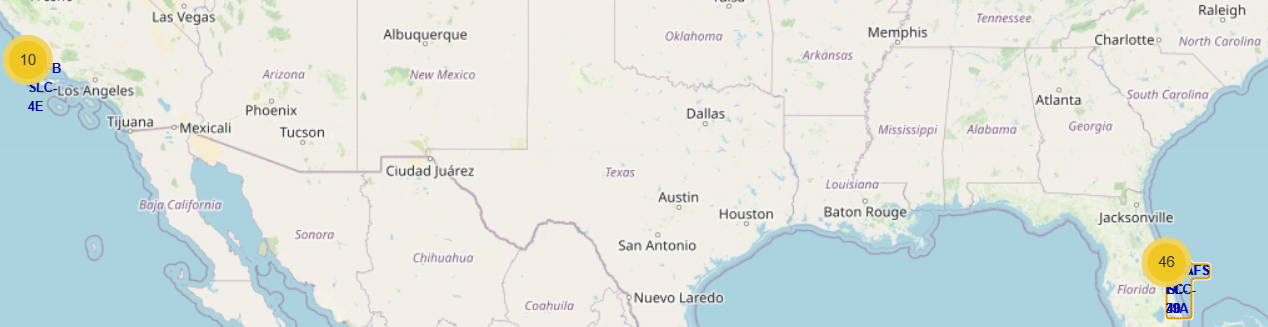 Las Vegas
Raleigh
Tennessee
Albuquerque
Oklahoma
Memphis
Charlotte
North Carolina
10
B
Arizona
New Mexico
Arkansas
SLC-
4E
Los Angeles
South Carolina
Phoenix
Dallas
Atlanta
Tijuana
Mexicali
Tucson
Mississippi
Alabama
Georgia
Ciudad Juárez
Texas
Louisiana
Baja California
Austin
Houston
Baton Rouge
Jacksonville
Sonora
San Antonio
Chihuahua
46
Florida
Coahuila
Nuevo Laredo